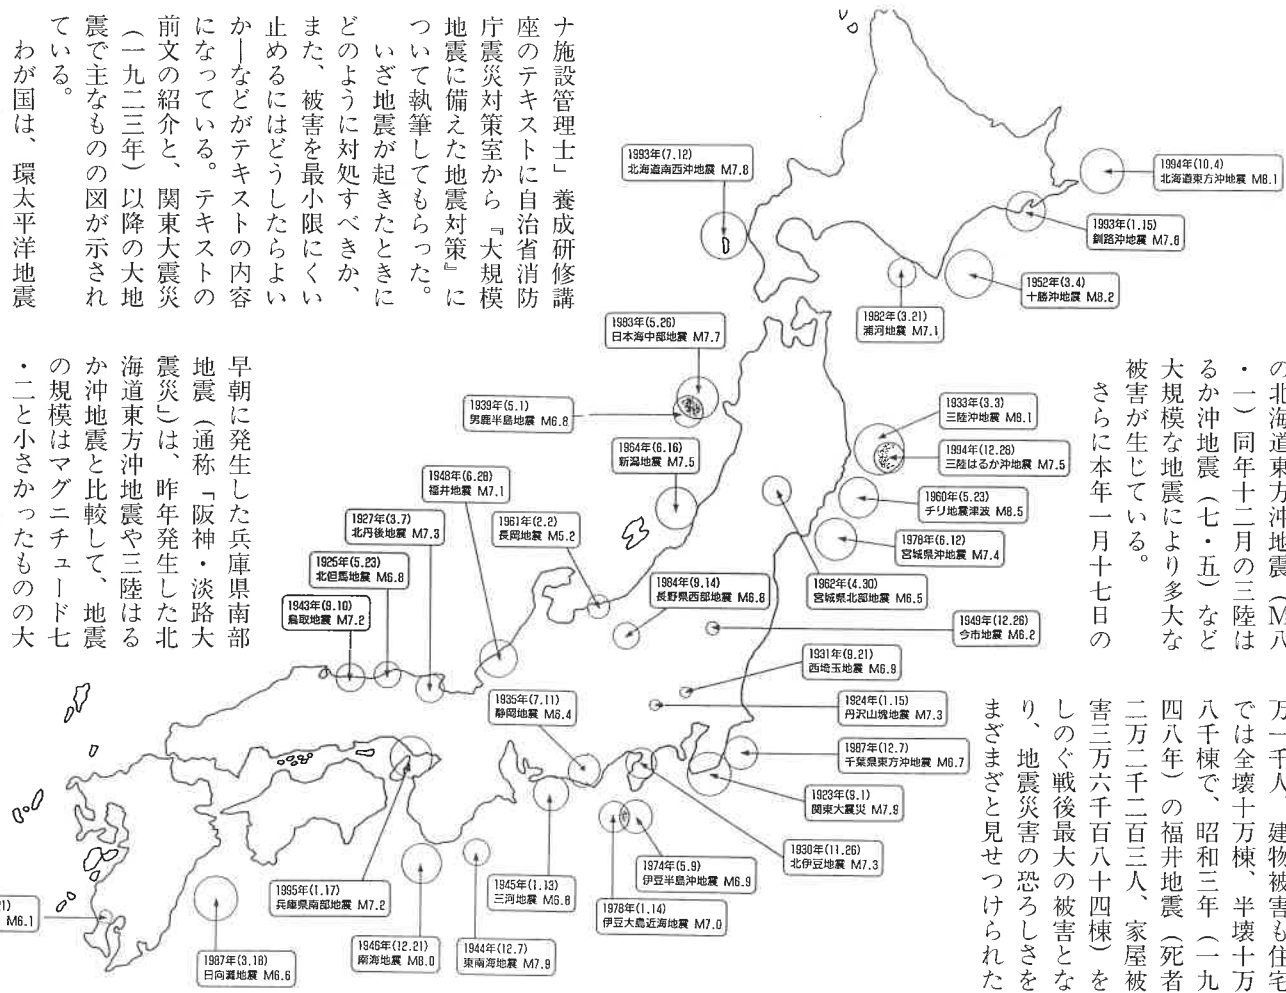 の北海道東方沖地震（M八
・一）同年十二月の三陸は
るか沖地震（七・五）など
大規模な地震により多大な
被害が生じている。
さらに本年一月十七日の
早朝に発生した兵庫県南部
地震（通称「阪神・淡路大
震災」）は、昨年発生した北
海道東方沖地震や三陸はる
か沖地震と比較して、地震
の規模はマグニチュード七
・二と小さかったものの大
万一千人、建物被害も住宅
では全壊十万棟、半壊十万
八千棟で、昭和三年（一九
四八年）の福井地震（死者
二万二千二百三人、家屋被
害三万六千百八十四棟）を
しのぐ戦後最大の被害とな
り、地震災害の恐ろしさを
まざまざと見せつけられた
ナ施設管理士」養成研修講
座のテキストに自治省消防
庁震災対策室から『大規模
地震に備えた地震対策』に
ついて執筆してもらった。
いざ地震が起きたときに
どのように対処すべきか、
また、被害を最小限にくい
止めるにはどうしたらよい
か―などがテキストの内容
になっている。テキストの
前文の紹介と、関東大震災
（一九二三年）以降の大地
震で主なものの図が示され
ている。
わが国は、環太平洋地震
1993年(7.12)
北海道南西沖地震 M7.8
1994年(10.4)
北海道東方沖地震 M8.1
1993年(1.15)
釧路沖地震 M7.8
1952年(3.4)
十勝沖地震 M8.2
1982年(3.21)
浦河地震 M7.1
1983年(5.26)
日本海中部地震 M7.7
1939年(5.1)
男鹿半島地震 M6.8
1933年(3.3)
三陸沖地震 M8.1
1994年(12.28)
三陸はるか沖地震 M7.5
1964年(6.16)
新潟地震 M7.5
1960年(5.23)
チリ地震津波 M8.5
1978年(6.12)
宮城県沖地震 M7.4
1948年(6.28)
福井地震 M7.1
1961年(2.2)
長岡地震 M5.2
1927年(3.7)
北丹後地震 M7.3
1925年(5.23)
北但馬地震 M6.8
1943年(9.10)
鳥取地震 M7.2
1984年(9.14)
長野県西部地震 M6.8
1962年(4.30)
宮城県北部地震 M6.5
1949年(12.26)
今市地震 M6.2
1931年(9.21)
西埼玉地震 M6.9
1924年(1.15)
丹沢山塊地震 M7.3
1935年(7.11)
静岡地震 M6.4
1987年(12.7)
千葉県東方沖地震 M6.7
1923年(9.1)
関東大震災 M7.9
1930年(11.26)
北伊豆地震 M7.3
1974年(5.9)
伊豆半島沖地震 M6.9
1978年(1.14)
伊豆大島近海地震 M7.0
1945年(1.13)
三河地震 M6.8
1944年(12.7)
東南海地震 M7.9
1946年(12.21)
南海地震 M8.0
1995年(1.17)
兵庫県南部地震 M7.2
1987年(3.18)
日向灘地震 M6.6
21)
M6.1